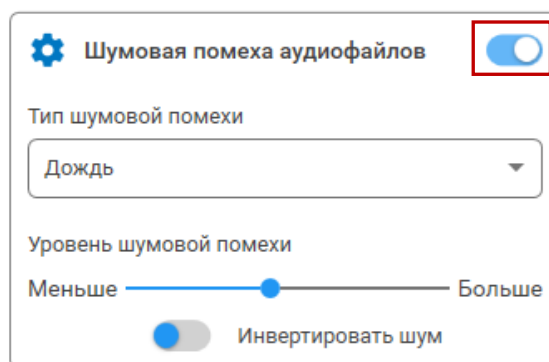 Шумовая помеха аудиофайлов
Тип шумовой помехи
Дождь
Уровень шумовой помехи
Меньше Больше
Инвертировать шум